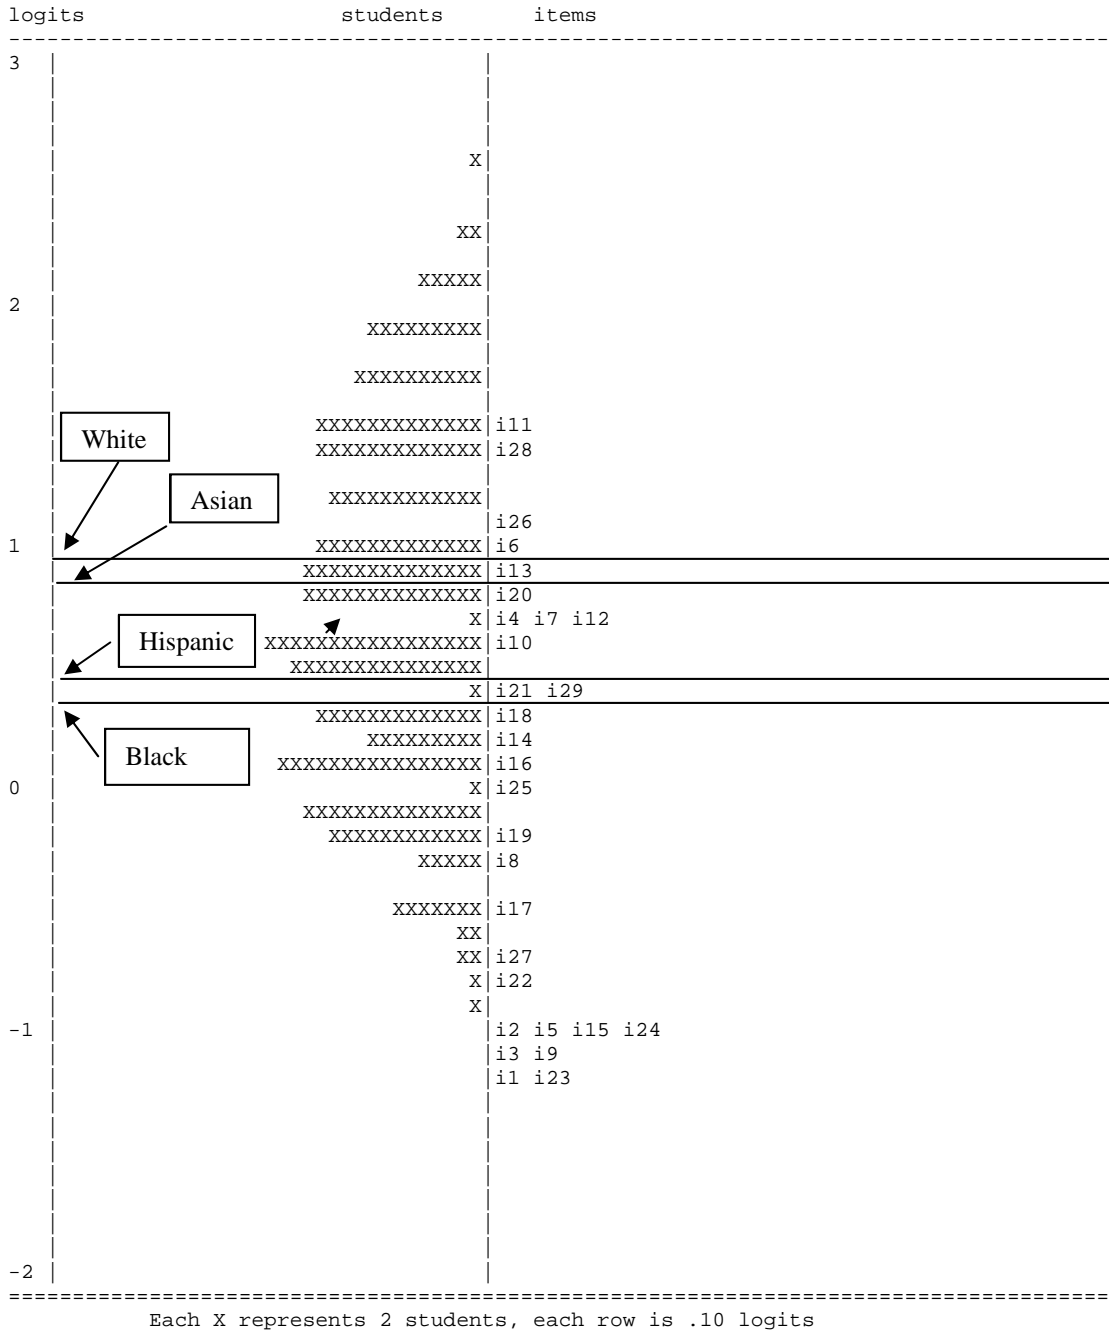 logits students items
3
X
XX
XXXXX
2
XXXXXXXXX
XXXXXXXXXX
XXXXXXXXXXXXX i11
White
XXXXXXXXXXXXX i28
Asian XXXXXXXXXXXX
i26
1 XXXXXXXXXXXXX i6
XXXXXXXXXXXXXX i13
XXXXXXXXXXXXXX i20
X i4 i7 i12
Hispanic XXXXXXXXXXXXXXXXX i10
XXXXXXXXXXXXXXX
X i21 i29
XXXXXXXXXXXXX i18
XXXXXXXXX i14
Black
XXXXXXXXXXXXXXXX i16
0 X i25
XXXXXXXXXXXXXX
XXXXXXXXXXXX i19
XXXXX i8
XXXXXXX i17
XX
XX i27
X i22
X
-1 i2 i5 i15 i24
i3 i9
i1 i23
-2
Each X represents 2 students, each row is .10 logits